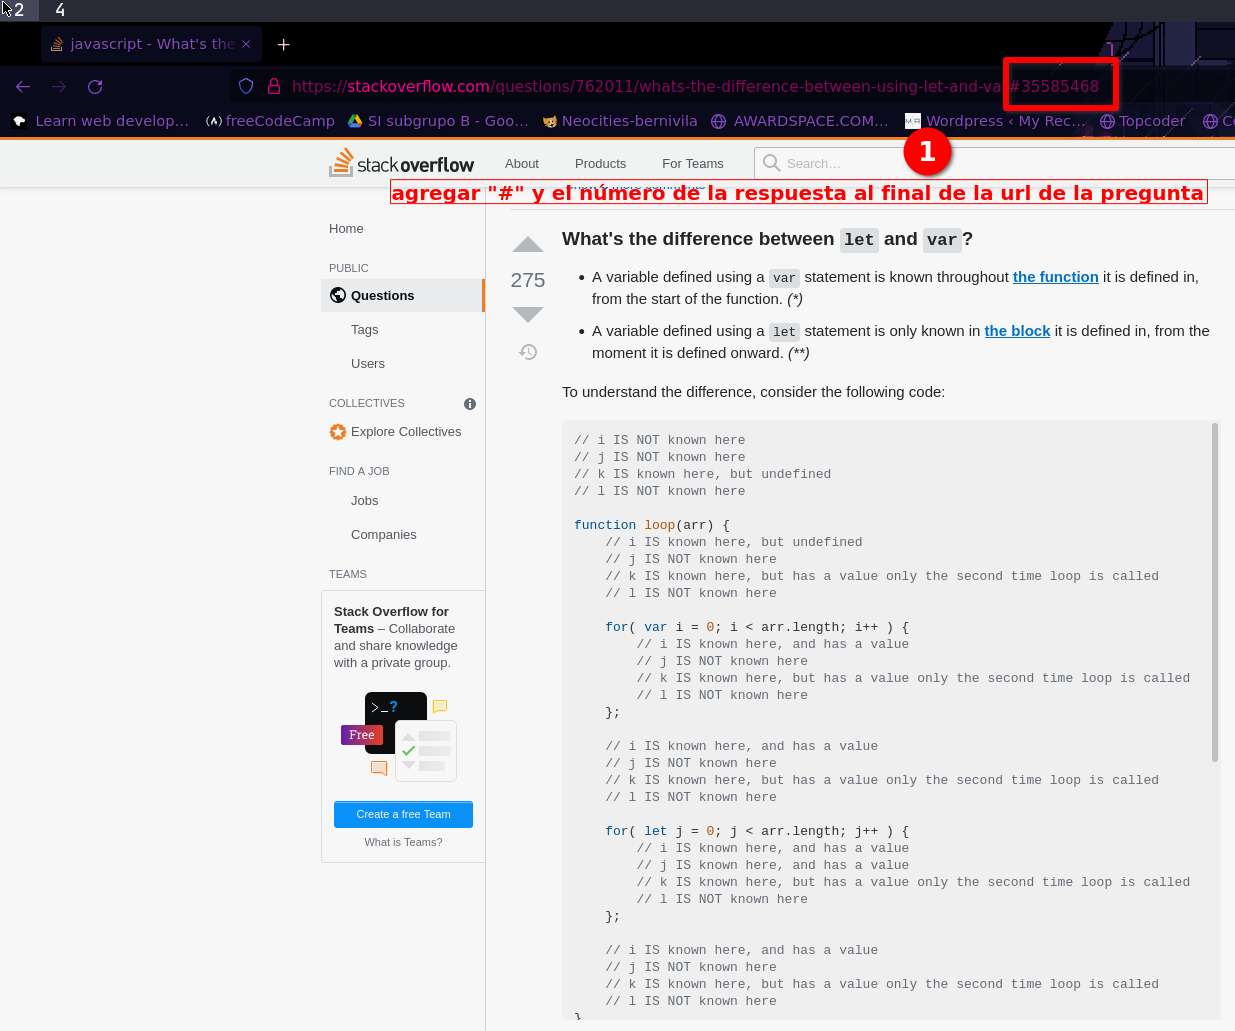 2 4
javascript - What's the
https://stackoverflow.com/questions/762011/whats-the-difference-between-using-let-and-va #35585468
Learn web develop… freeCodeCamp SI subgrupo B - Goo… Neocities-bernivila AWARDSPACE.COM… Wordpress ‹ My Rec… Topcoder
stackoverflow About Products For Teams Search…
1
agregar "#" y el número de la respuesta al final de la url de la pregunta
Home
PUBLIC
Questions
Tags
Users
COLLECTIVES
Explore Collectives
FIND A JOB
Jobs
Companies
TEAMS
Stack Overflow for
Teams – Collaborate
and share knowledge
with a private group.
>_?
Free
Create a free Team
What is Teams?
275
What's the difference between let and var?
A variable defined using a var statement is known throughout the function it is defined in,
from the start of the function. (*)
A variable defined using a let statement is only known in the block it is defined in, from the
moment it is defined onward. (**)
To understand the difference, consider the following code:
// i IS NOT known here
// j IS NOT known here
// k IS known here, but undefined
// l IS NOT known here
function loop(arr) {
// i IS known here, but undefined
// j IS NOT known here
// k IS known here, but has a value only the second time loop is called
// l IS NOT known here
for( var i = 0; i < arr.length; i++ ) {
// i IS known here, and has a value
// j IS NOT known here
// k IS known here, but has a value only the second time loop is called
// l IS NOT known here
};
// i IS known here, and has a value
// j IS NOT known here
// k IS known here, but has a value only the second time loop is called
// l IS NOT known here
for( let j = 0; j < arr.length; j++ ) {
// i IS known here, and has a value
// j IS known here, and has a value
// k IS known here, but has a value only the second time loop is called
// l IS NOT known here
};
// i IS known here, and has a value
// j IS NOT known here
// k IS known here, but has a value only the second time loop is called
// l IS NOT known here
}